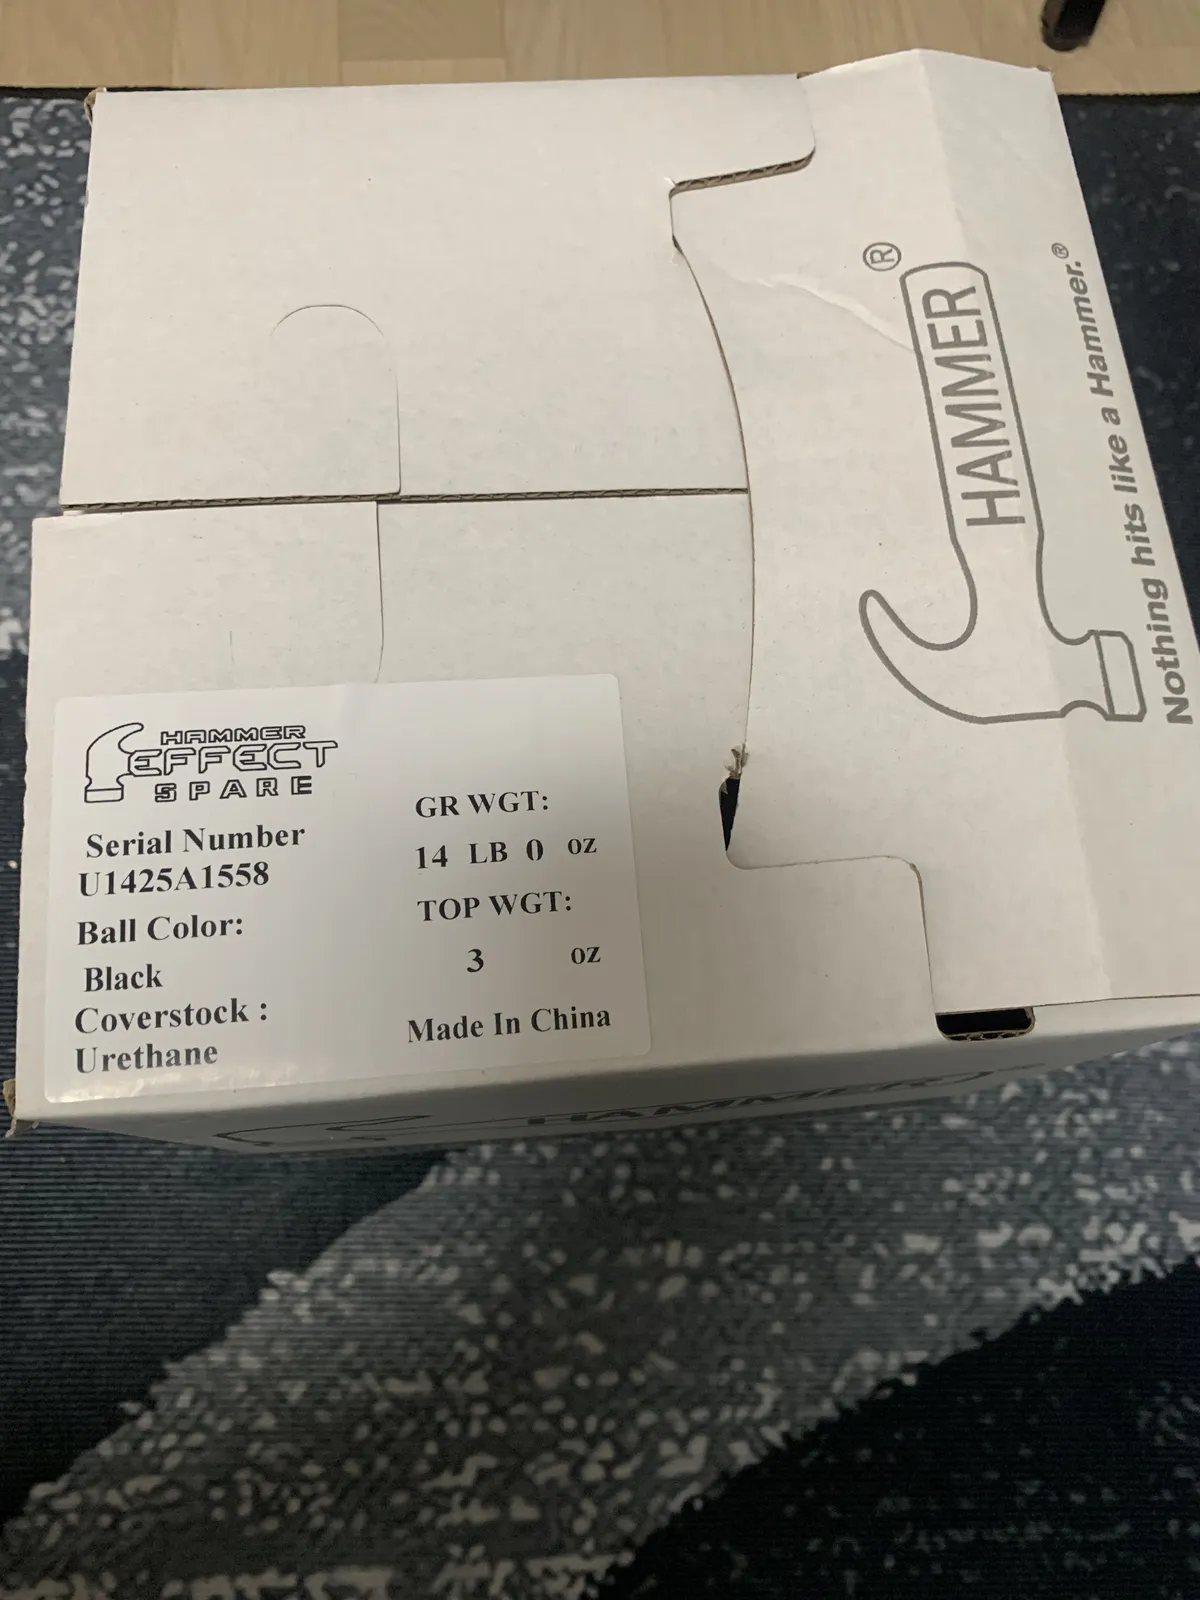 HAMMER
EFFECT
SPARE
Serial Number
U1425A1558
Ball Color:
Black
Coverstock :
Urethane
GR WGT:
14 LB 0 oz
TOP WGT:
3 oz
Made In China
HAMMER®
Nothing hits like a Hammer.®
HAMMER